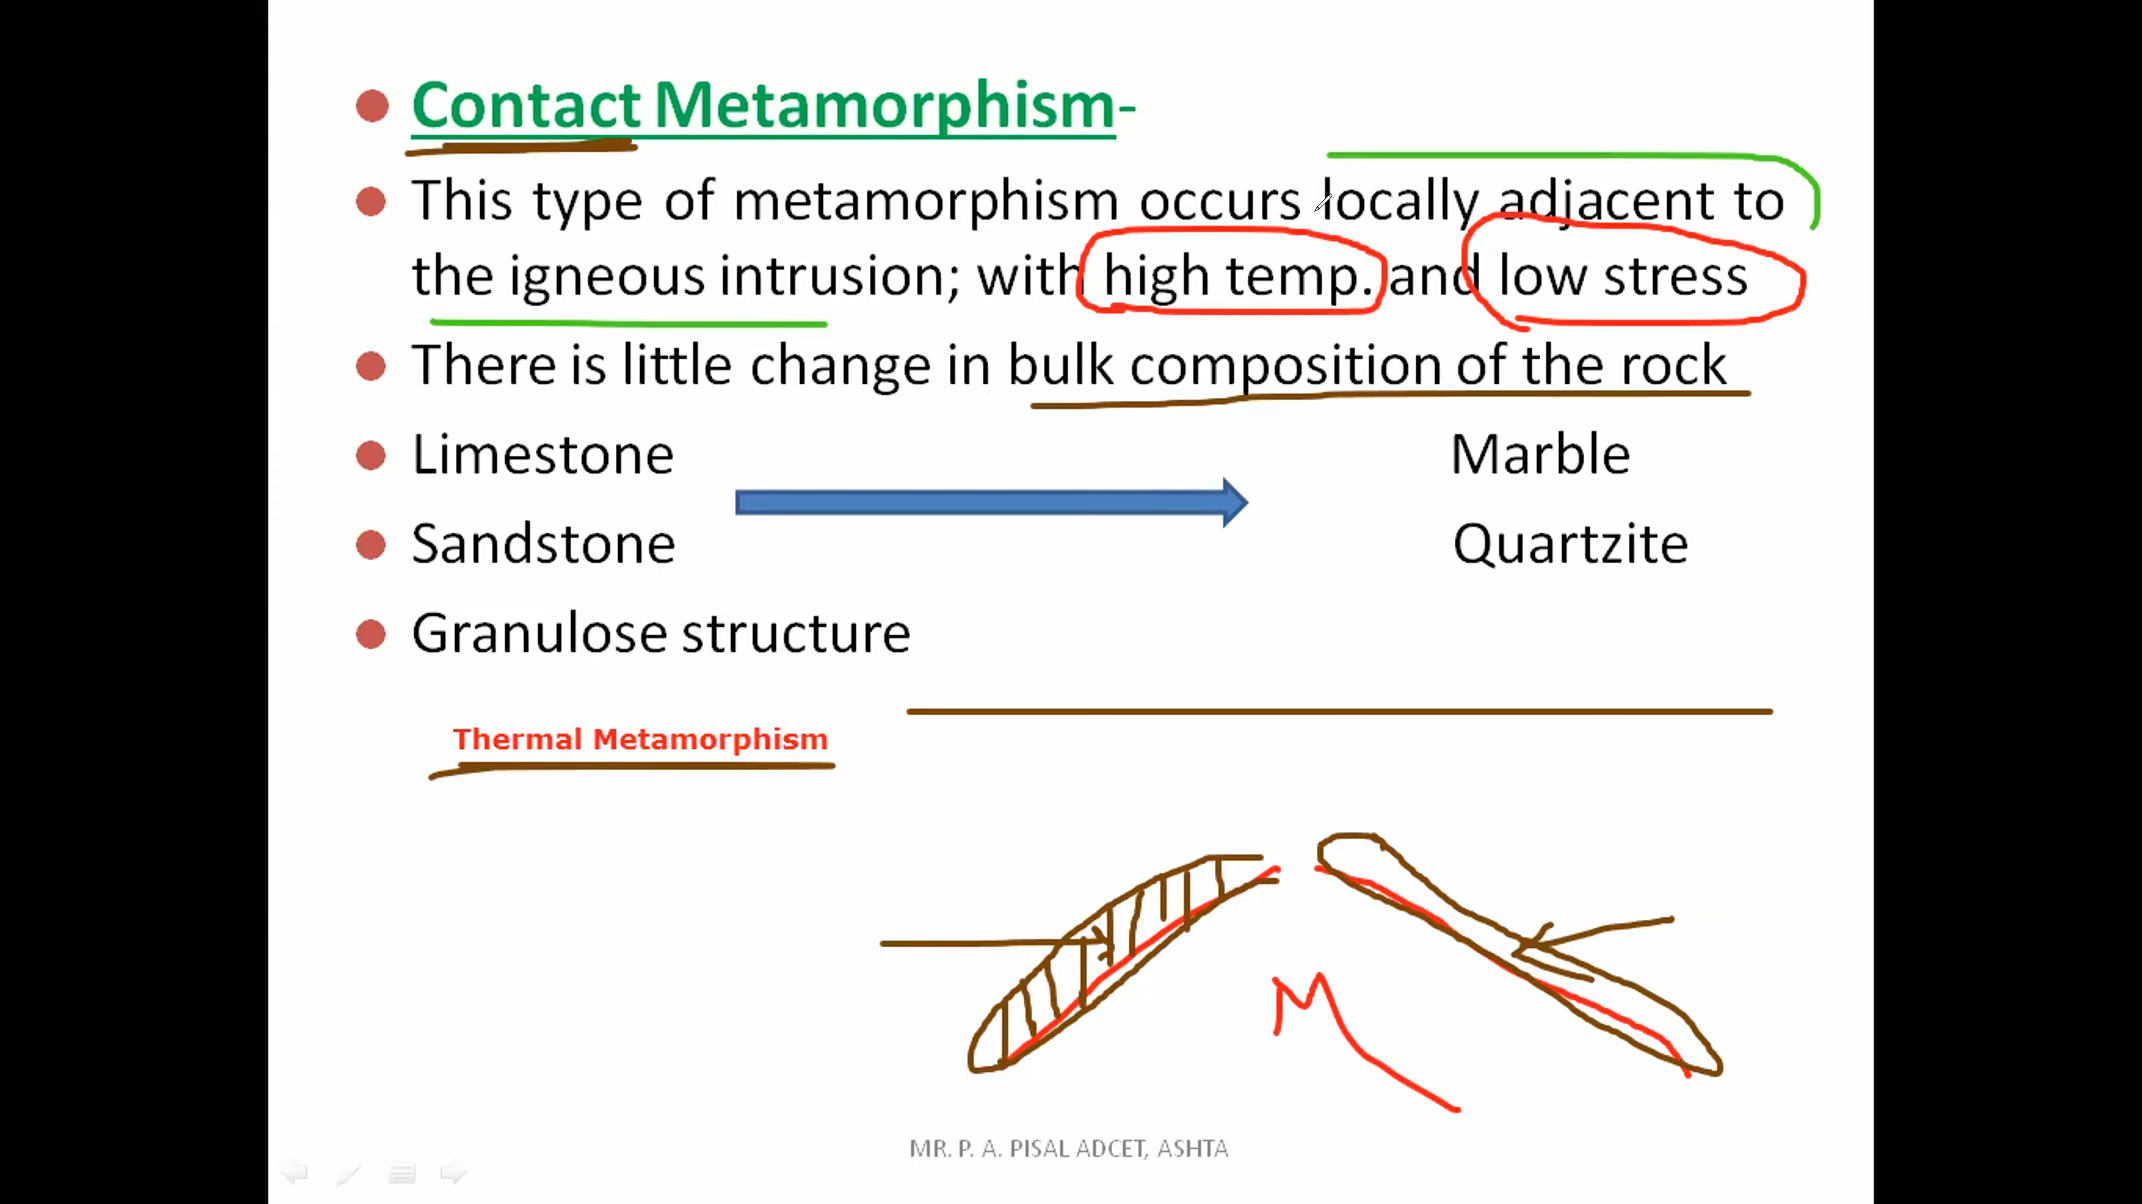 Contact Metamorphism-
This type of metamorphism occurs locally adjacent to
the igneous intrusion; with high temp. and low stress
There is little change in bulk composition of the rock
Limestone Marble
Sandstone Quartzite
Granulose structure
Thermal Metamorphism
M
MR. P. A. PISAL ADCET, ASHTA